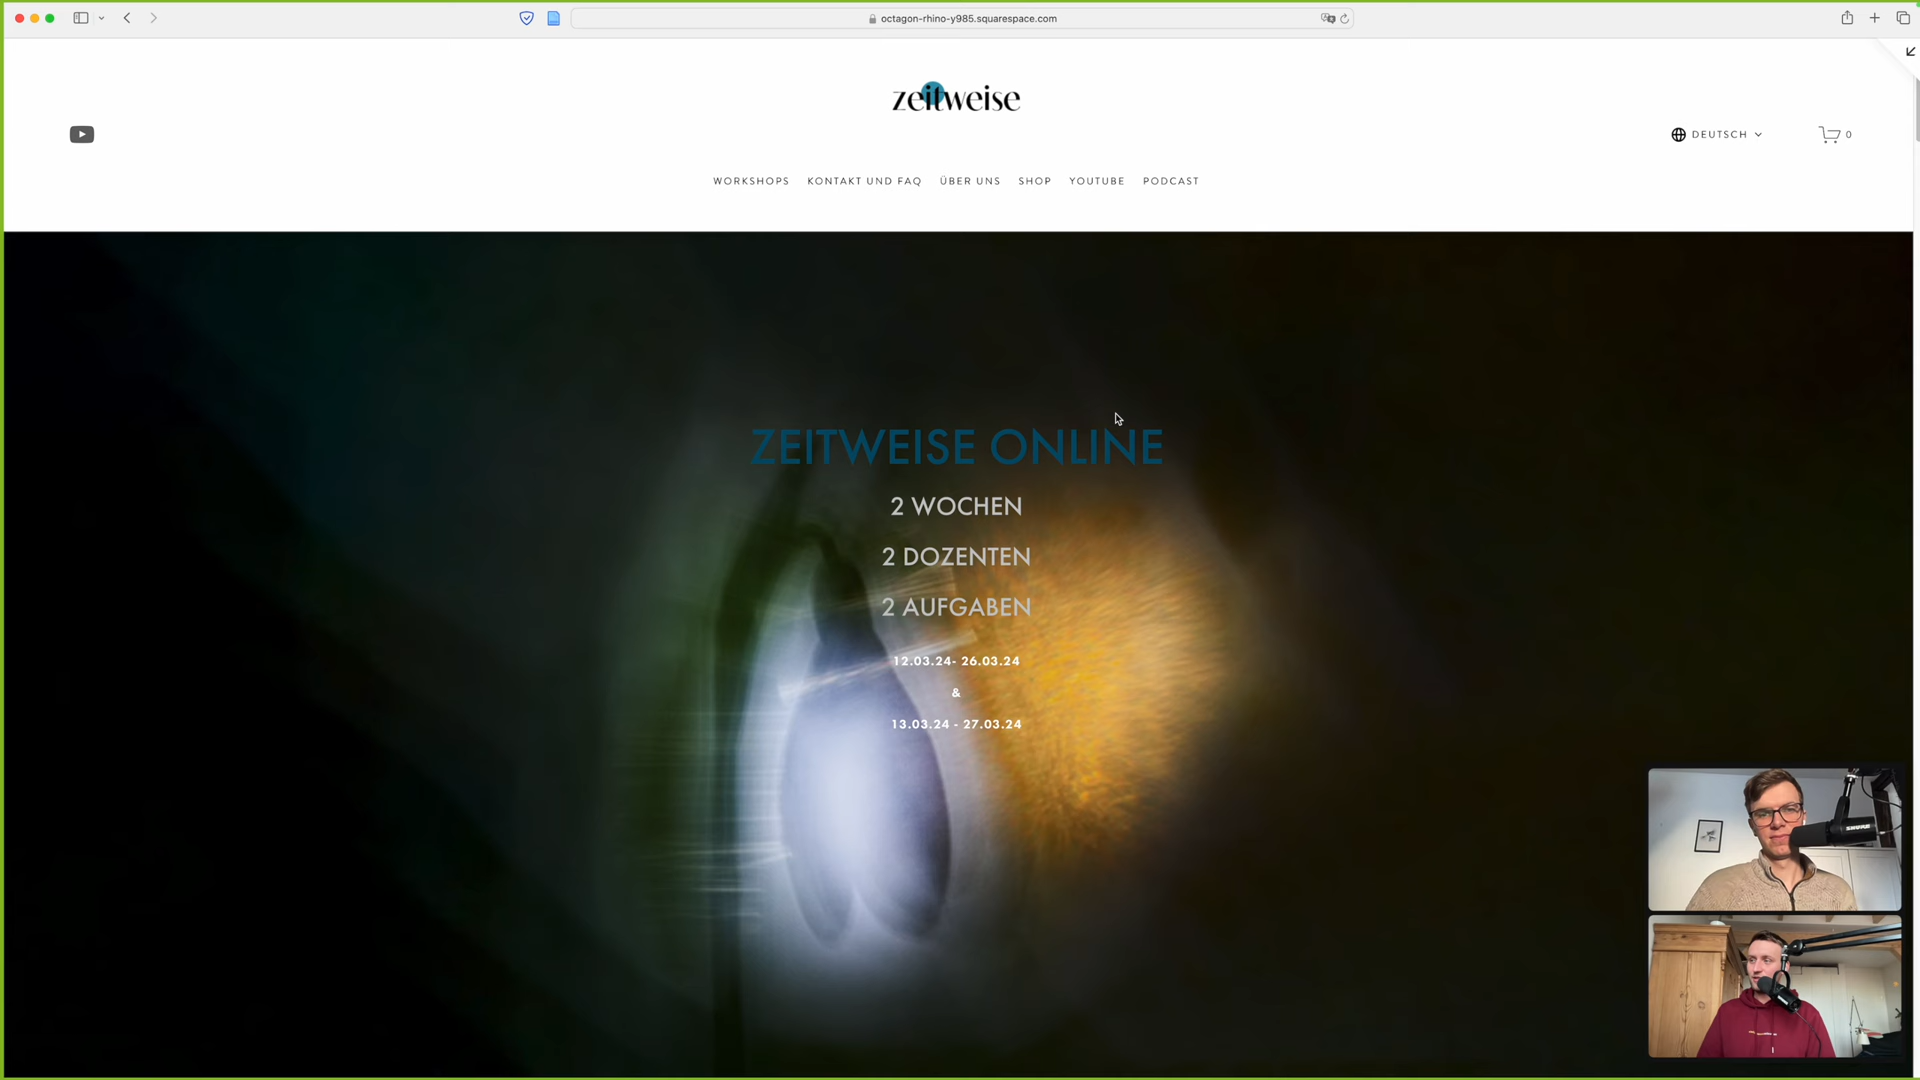 octagon-rhino-y985.squarespace.com
zeitweise
DEUTSCH
0
WORKSHOPS KONTAKT UND FAQ ÜBER UNS SHOP YOUTUBE PODCAST
ZEITWEISE ONLINE
2 WOCHEN
2 DOZENTEN
2 AUFGABEN
12.03.24- 26.03.24
&
13.03.24 - 27.03.24
SHURE